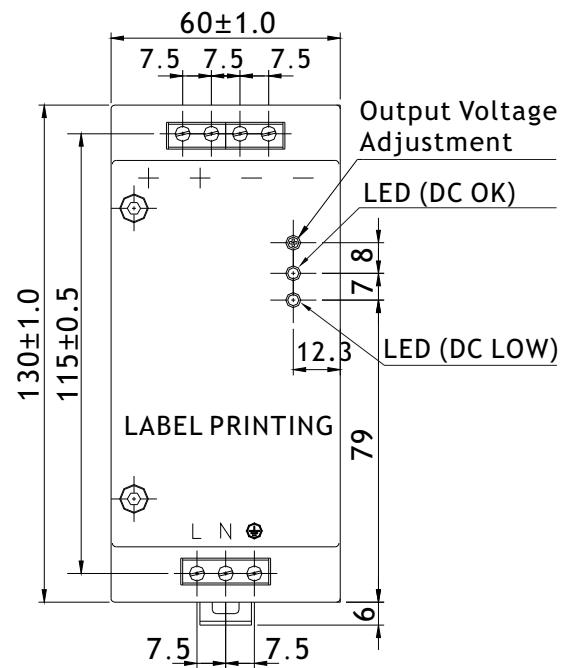 60±1.0
7.5 7.5 7.5
Output Voltage
Adjustment
+ + − −
LED (DC OK)
8
7
130±1.0
115±0.5
12.3
LED (DC LOW)
LABEL PRINTING
79
L N ⏚
6
7.5 7.5